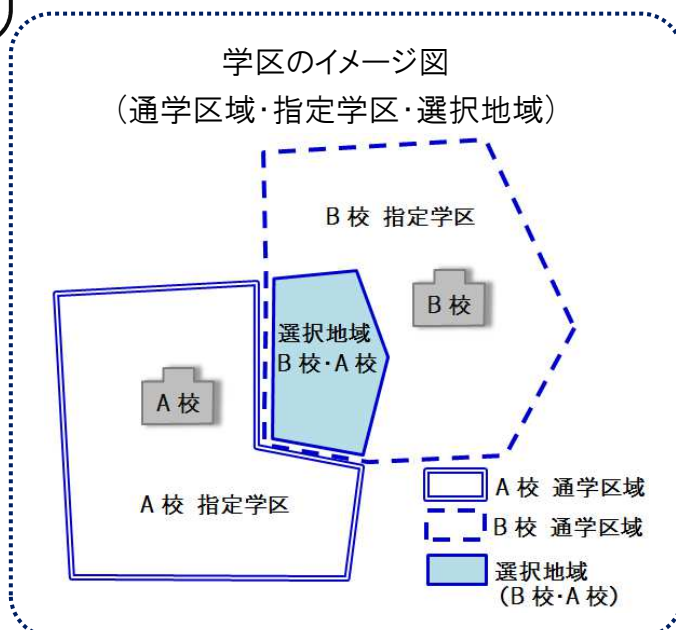 学区のイメージ図
（通学区域・指定学区・選択地域）
B 校 指定学区
B 校
選択地域
B 校・A 校
A 校
A 校 指定学区
A 校 通学区域
B 校 通学区域
選択地域
（B 校・A 校）